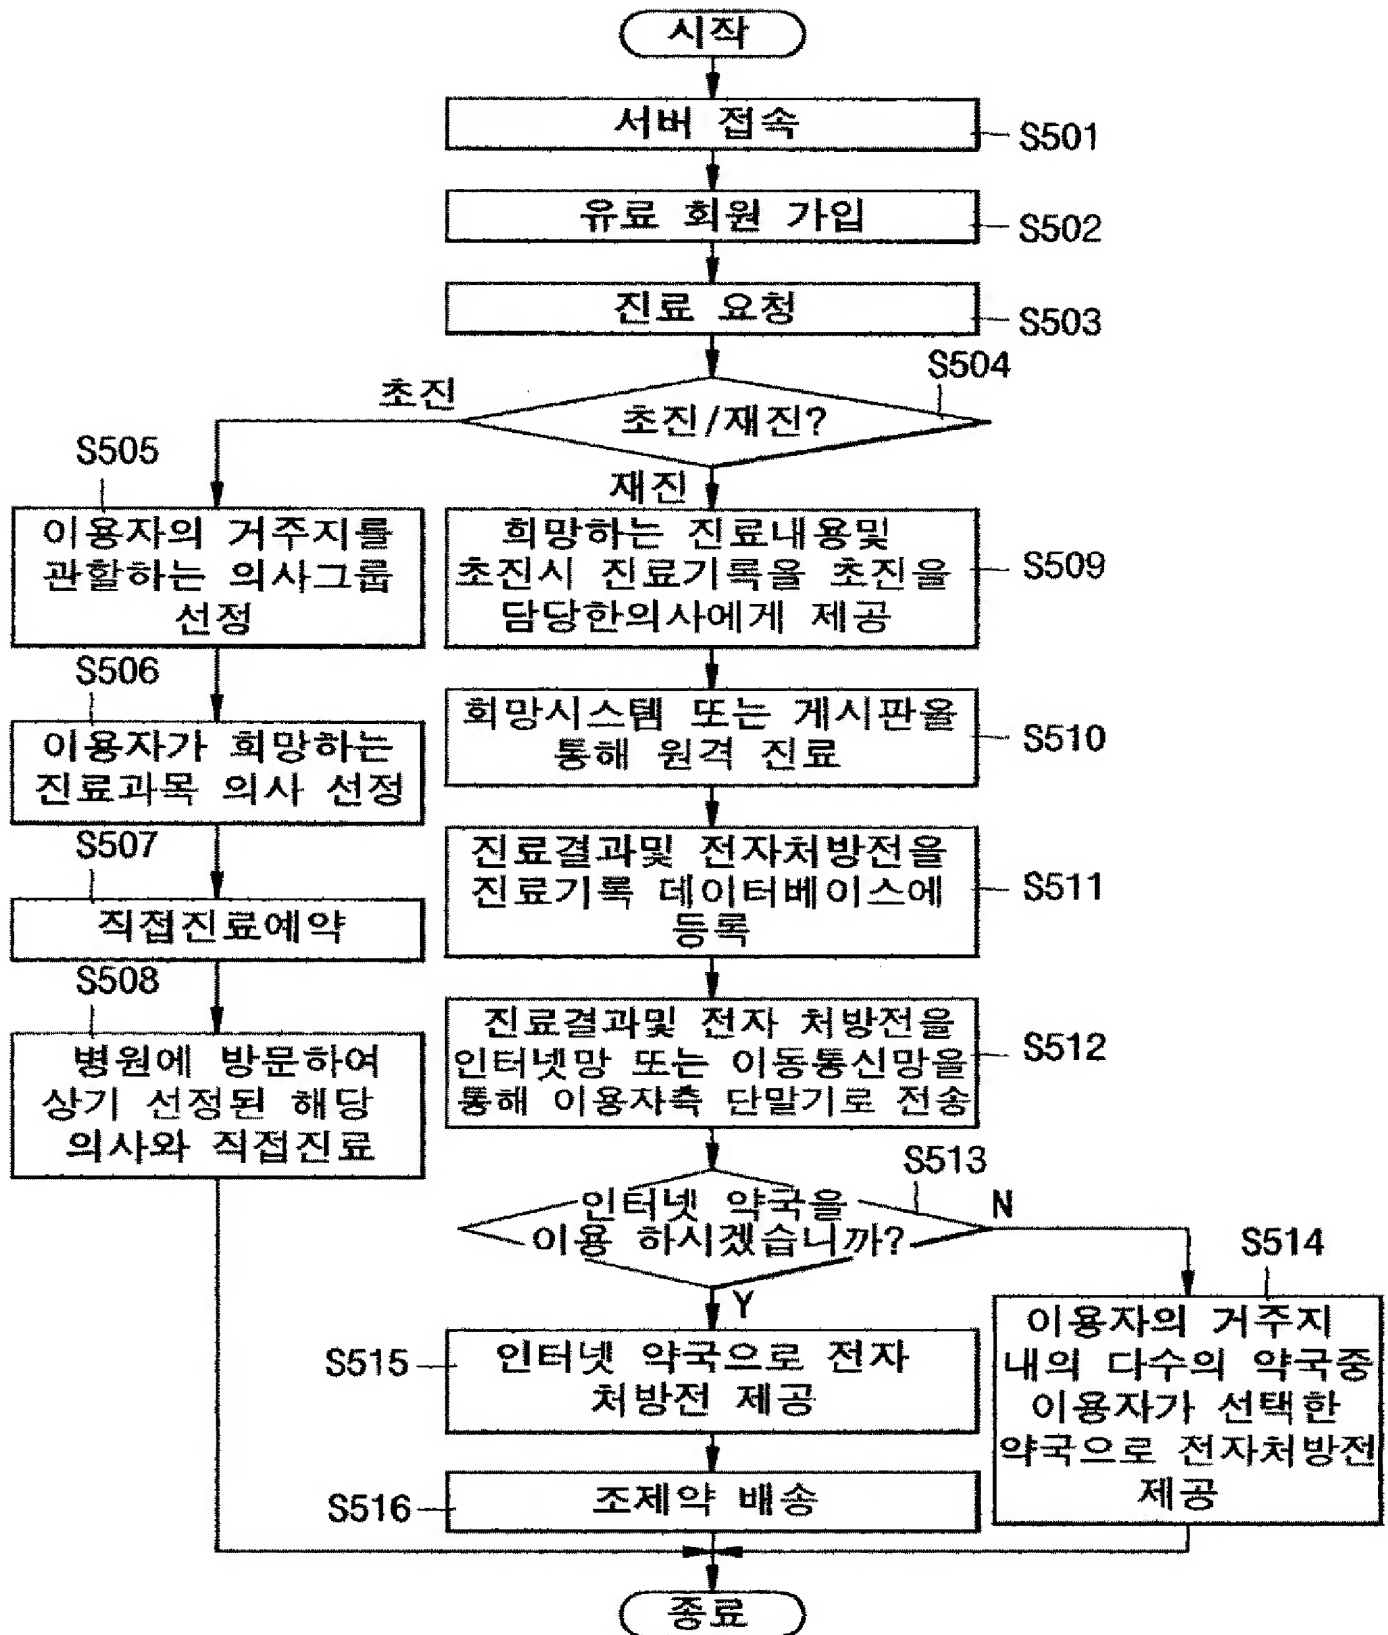 시작
서버 접속
S501
유료 회원 가입
S502
진료 요청
S503
S504
초진/재진?
초진
재진
S505
이용자의 거주지를
관할하는 의사그룹
선정
S506
이용자가 희망하는
진료과목 의사 선정
S507
직접진료예약
S508
병원에 방문하여
상기 선정된 해당
의사와 직접진료
희망하는 진료내용및
초진시 진료기록을 초진을
담당한의사에게 제공
S509
희망시스템 또는 게시판을
통해 원격 진료
S510
진료결과및 전자처방전을
진료기록 데이터베이스에
등록
S511
진료결과및 전자 처방전을
인터넷망 또는 이동통신망을
통해 이용자측 단말기로 전송
S512
S513
인터넷 약국을
이용 하시겠습니까?
N
Y
S514
이용자의 거주지
내의 다수의 약국중
이용자가 선택한
약국으로 전자처방전
제공
S515
인터넷 약국으로 전자
처방전 제공
S516
조제약 배송
종료